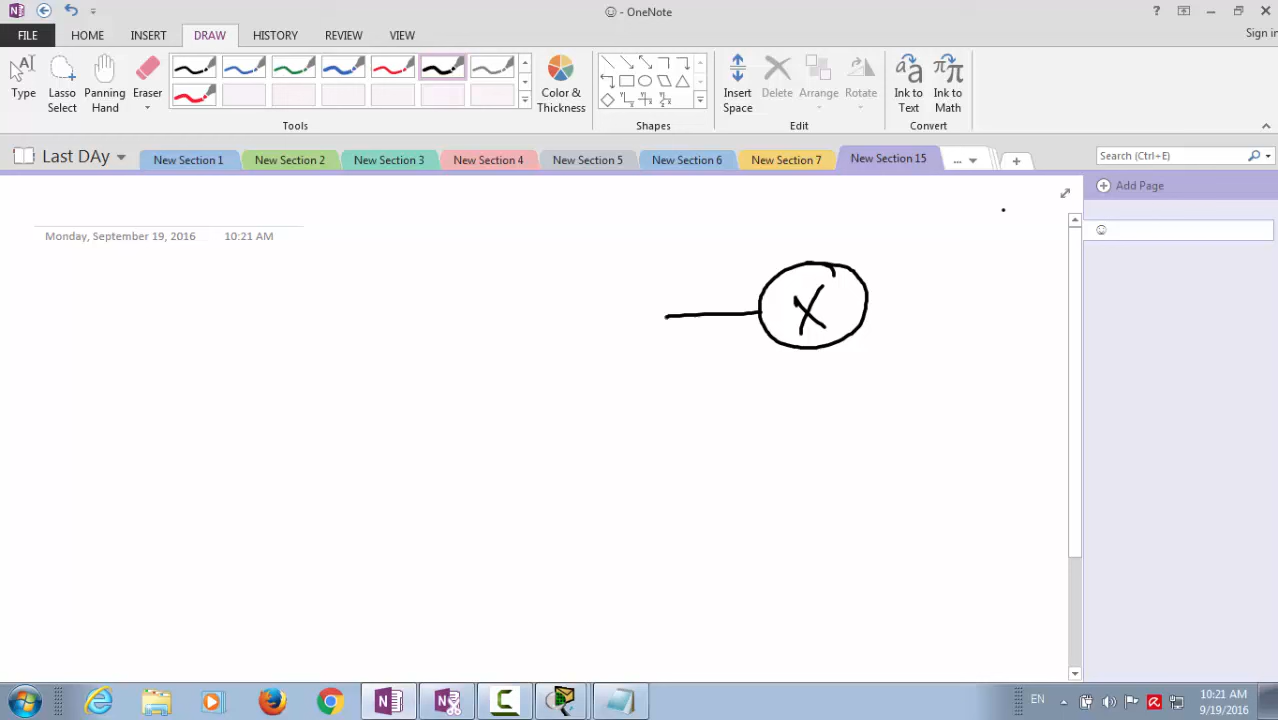 ☺ - OneNote
?
FILE
HOME
INSERT
DRAW
HISTORY
REVIEW
VIEW
Sign in
Type
Lasso Select
Panning Hand
Eraser
Color & Thickness
Insert Space
Delete
Arrange
Rotate
Ink to Text
Ink to Math
Tools
Shapes
Edit
Convert
Last DAy
New Section 1
New Section 2
New Section 3
New Section 4
New Section 5
New Section 6
New Section 7
New Section 15
...
Search (Ctrl+E)
Add Page
☺
Monday, September 19, 2016
10:21 AM
X
EN
10:21 AM
9/19/2016